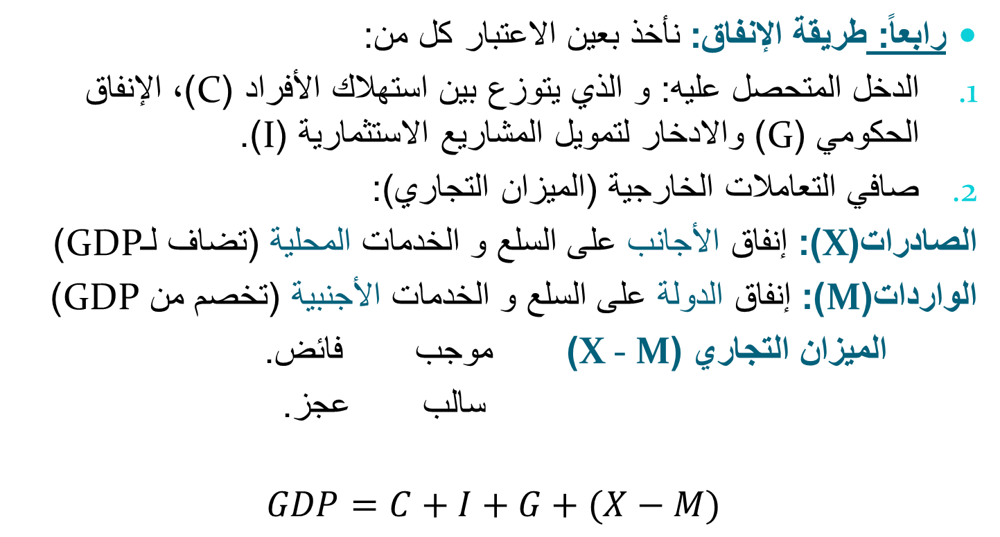 • رابعاً: طريقة الإنفاق: نأخذ بعين الاعتبار كل من:
1. الدخل المتحصل عليه: و الذي يتوزع بين استهلاك الأفراد (C)، الإنفاق
الحكومي (G) والادخار لتمويل المشاريع الاستثمارية (I).
2. صافي التعاملات الخارجية (الميزان التجاري):
الصادرات(X): إنفاق الأجانب على السلع و الخدمات المحلية (تضاف لـGDP)
الواردات(M): إنفاق الدولة على السلع و الخدمات الأجنبية (تخصم من GDP)
الميزان التجاري (X - M) موجب فائض.
سالب عجز.
GDP = C + I + G + (X − M)